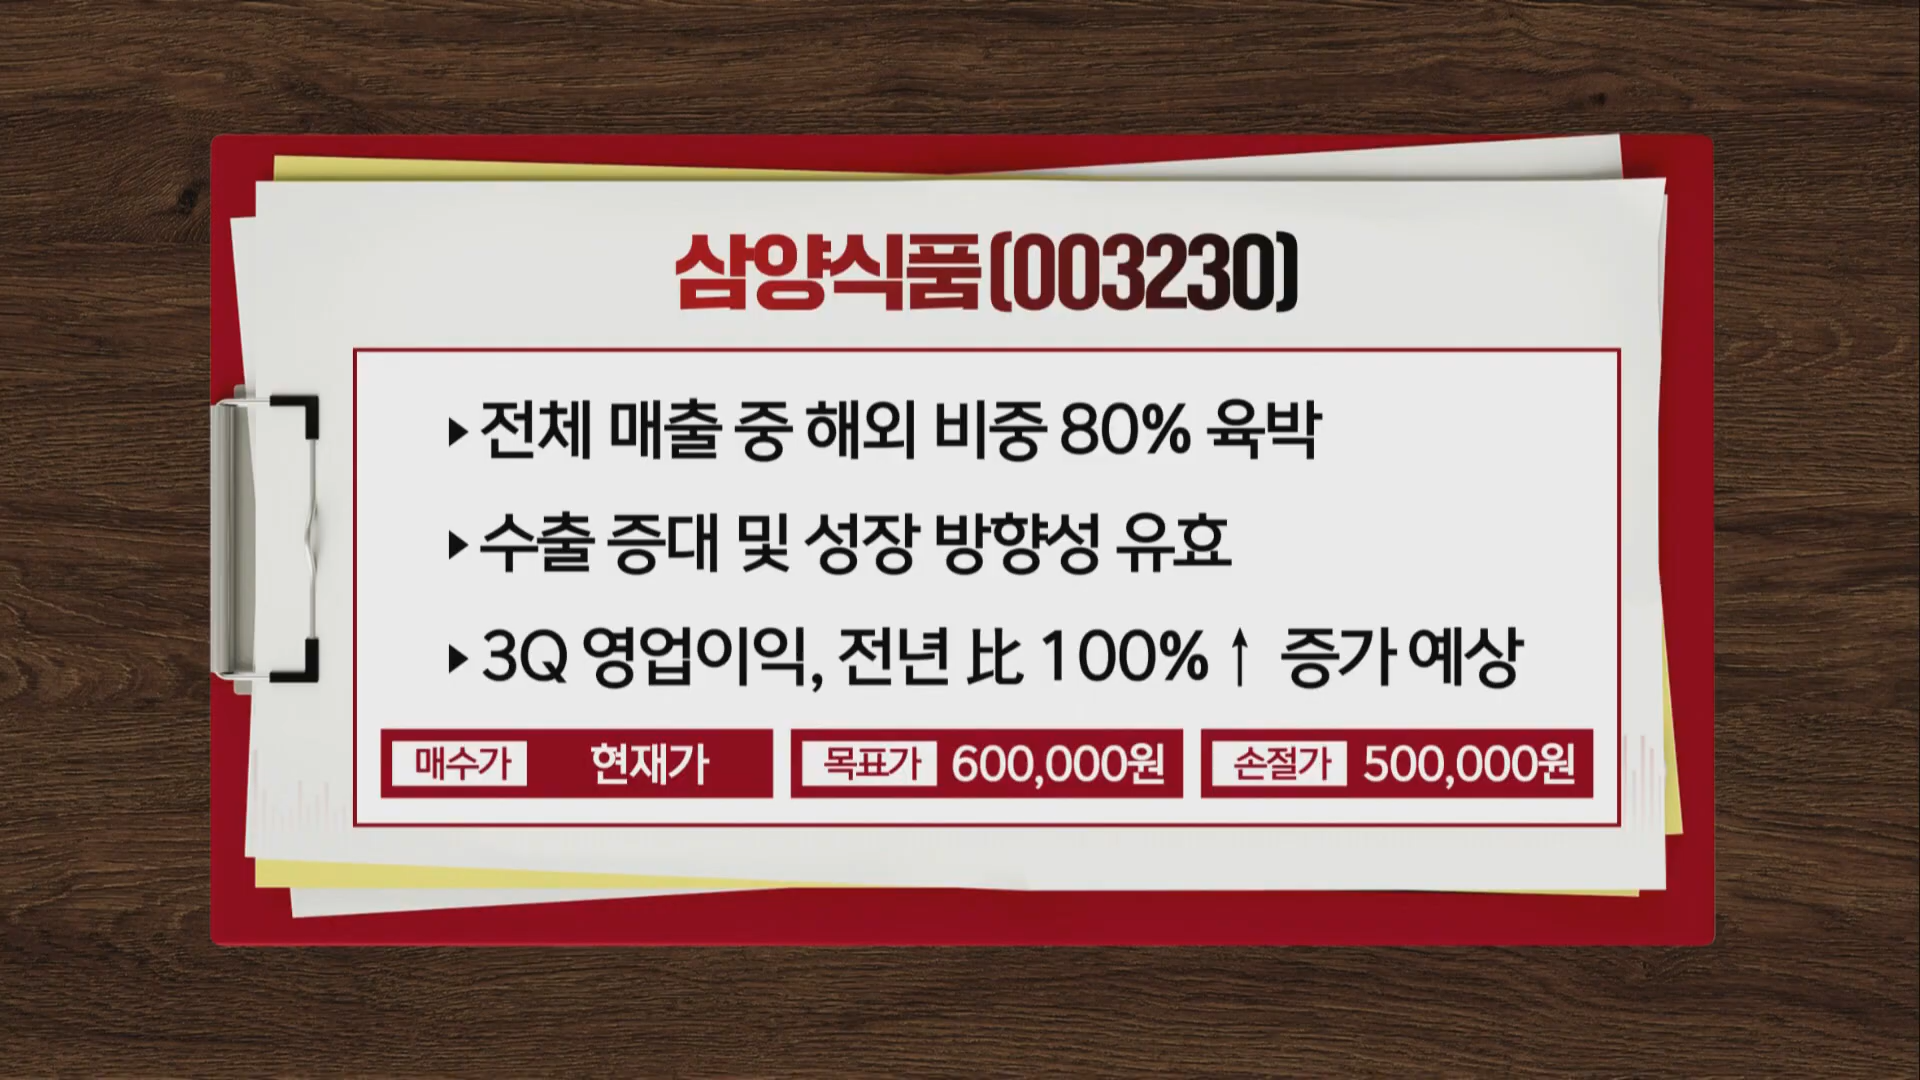 삼양식품(003230)
▸전체 매출 중 해외 비중 80% 육박
▸수출 증대 및 성장 방향성 유효
▸3Q 영업이익, 전년 比 100%↑ 증가 예상
매수가 현재가 목표가 600,000원 손절가 500,000원